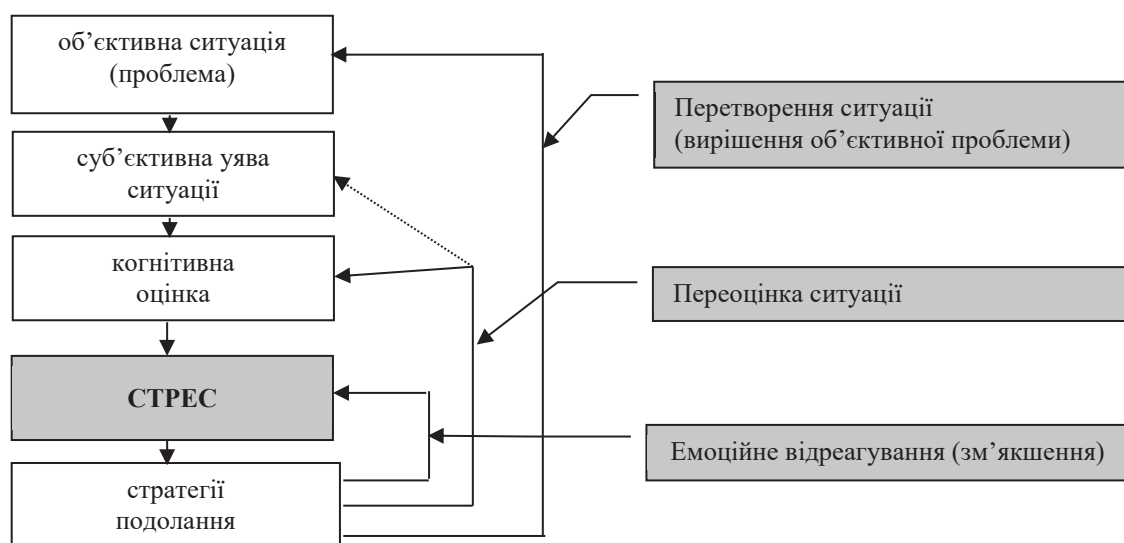 об’єктивна ситуація
(проблема)
суб’єктивна уява
ситуації
когнітивна
оцінка
СТРЕС
стратегії
подолання
Перетворення ситуації
(вирішення об’єктивної проблеми)
Переоцінка ситуації
Емоційне відреагування (зм’якшення)